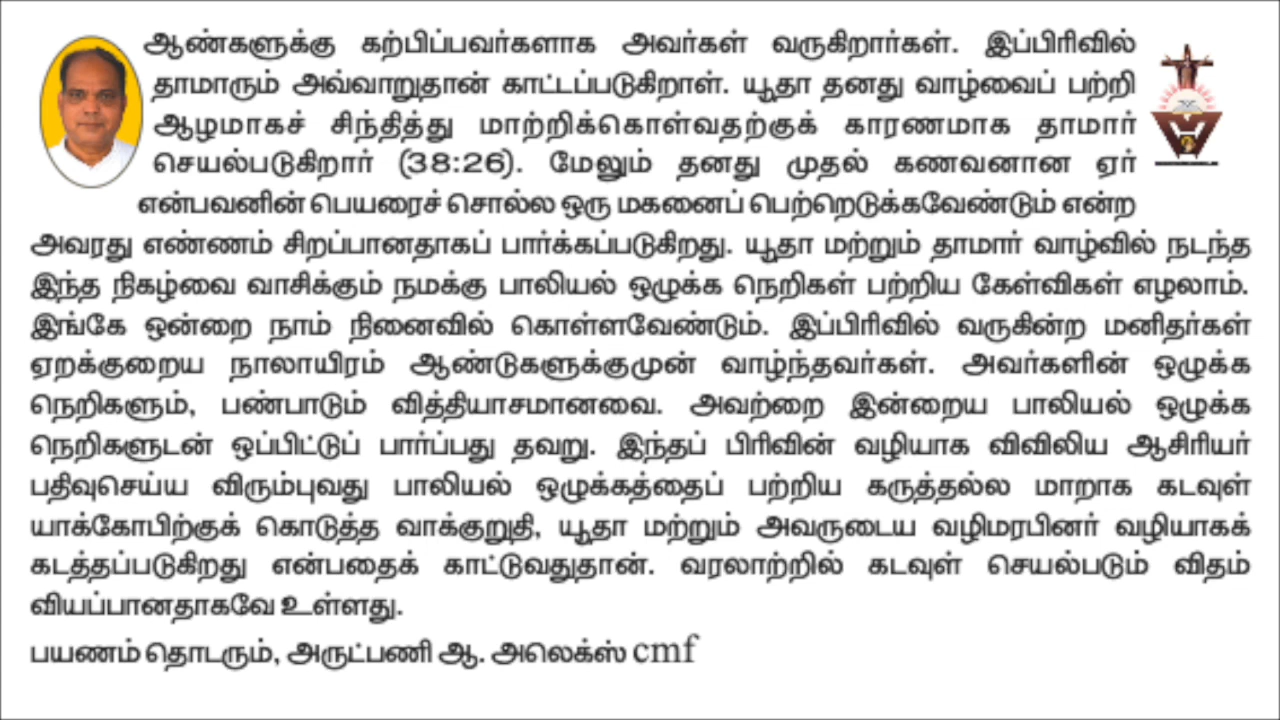 ஆண்களுக்கு கற்பிப்பவர்களாக அவர்கள் வருகிறார்கள். இப்பிரிவில்
தாமாரும் அவ்வாறுதான் காட்டப்படுகிறாள். யூதா தனது வாழ்வைப் பற்றி
ஆழமாகச் சிந்தித்து மாற்றிக்கொள்வதற்குக் காரணமாக தாமார்
செயல்படுகிறார் (38:26). மேலும் தனது முதல் கணவனான ஏர்
என்பவனின் பெயரைச் சொல்ல ஒரு மகனைப் பெற்றெடுக்கவேண்டும் என்ற
அவரது எண்ணம் சிறப்பானதாகப் பார்க்கப்படுகிறது. யூதா மற்றும் தாமார் வாழ்வில் நடந்த
இந்த நிகழ்வை வாசிக்கும் நமக்கு பாலியல் ஒழுக்க நெறிகள் பற்றிய கேள்விகள் எழலாம்.
இங்கே ஒன்றை நாம் நினைவில் கொள்ளவேண்டும். இப்பிரிவில் வருகின்ற மனிதர்கள்
ஏறக்குறைய நாலாயிரம் ஆண்டுகளுக்குமுன் வாழ்ந்தவர்கள். அவர்களின் ஒழுக்க
நெறிகளும், பண்பாடும் வித்தியாசமானவை. அவற்றை இன்றைய பாலியல் ஒழுக்க
நெறிகளுடன் ஒப்பிட்டுப் பார்ப்பது தவறு. இந்தப் பிரிவின் வழியாக விவிலிய ஆசிரியர்
பதிவுசெய்ய விரும்புவது பாலியல் ஒழுக்கத்தைப் பற்றிய கருத்தல்ல மாறாக கடவுள்
யாக்கோபிற்குக் கொடுத்த வாக்குறுதி, யூதா மற்றும் அவருடைய வழிமரபினர் வழியாகக்
கடத்தப்படுகிறது என்பதைக் காட்டுவதுதான். வரலாற்றில் கடவுள் செயல்படும் விதம்
வியப்பானதாகவே உள்ளது.
பயணம் தொடரும், அருட்பணி ஆ. அலெக்ஸ் cmf